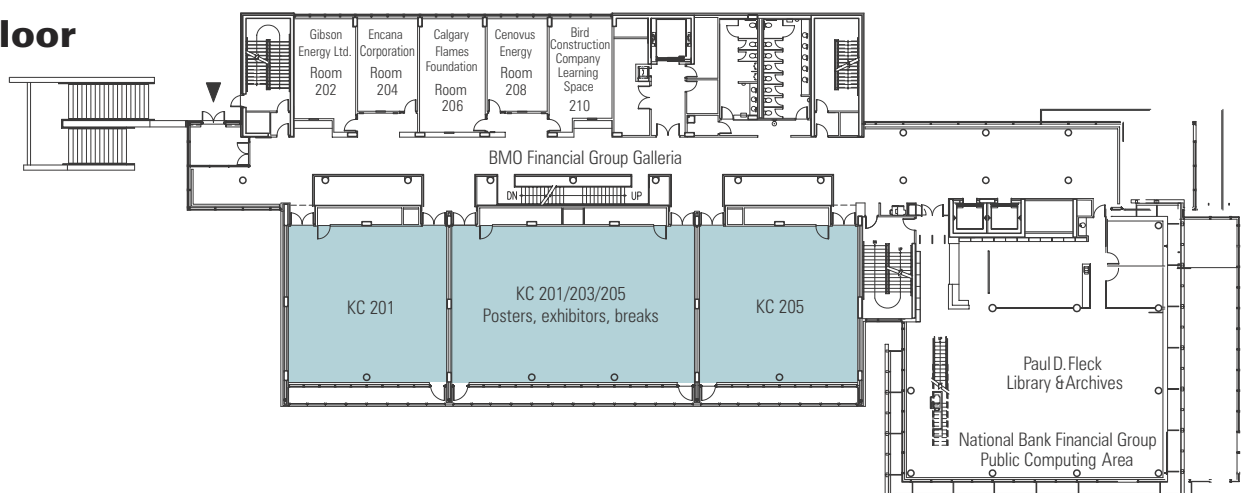 loor
Gibson
Energy Ltd.
Room
202
Encana
Corporation
Room
204
Calgary
Flames
Foundation
Room
206
Cenovus
Energy
Room
208
Bird
Construction
Company
Learning
Space
210
BMO Financial Group Galleria
DN
UP
KC 201
KC 201/203/205
Posters, exhibitors, breaks
KC 205
Paul D. Fleck
Library & Archives
National Bank Financial Group
Public Computing Area